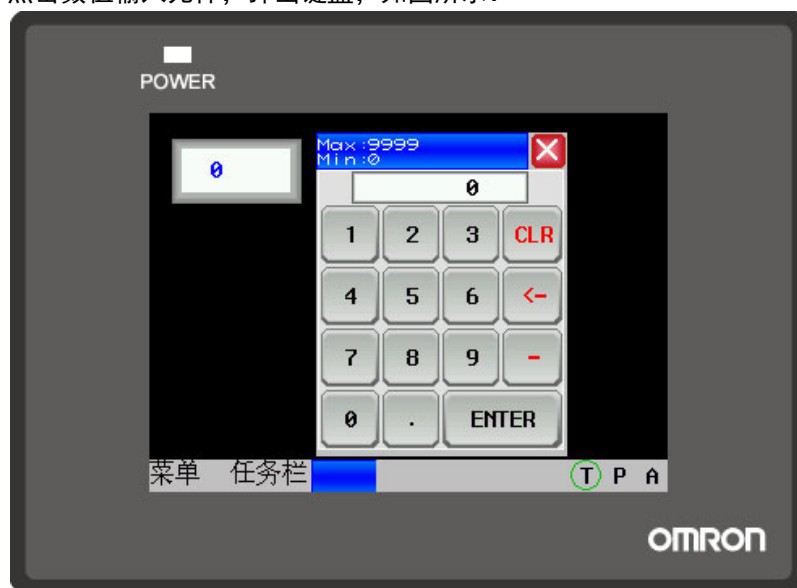 点击数值输入元件，弹出键盘，如图所示。
POWER
0
Max:9999
Min:0
0
1 2 3 CLR
4 5 6 <-
7 8 9 -
0 . ENTER
菜单 任务栏 T P A
OMRON